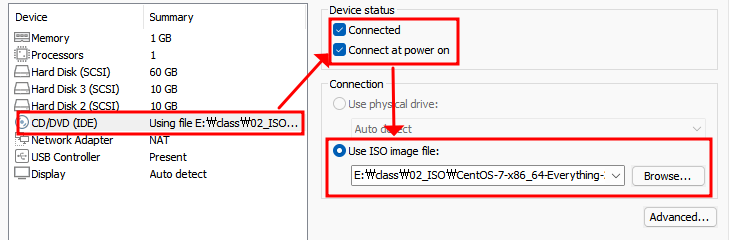 Device Summary
Memory 1 GB
Processors 1
Hard Disk (SCSI) 60 GB
Hard Disk 3 (SCSI) 10 GB
Hard Disk 2 (SCSI) 10 GB
CD/DVD (IDE) Using file E:₩class₩02_ISO...
Network Adapter NAT
USB Controller Present
Display Auto detect
Device status
Connected
Connect at power on
Connection
Use physical drive:
Auto detect
Use ISO image file:
E:₩class₩02_ISO₩CentOS-7-x86_64-Everything-
Browse...
Advanced...